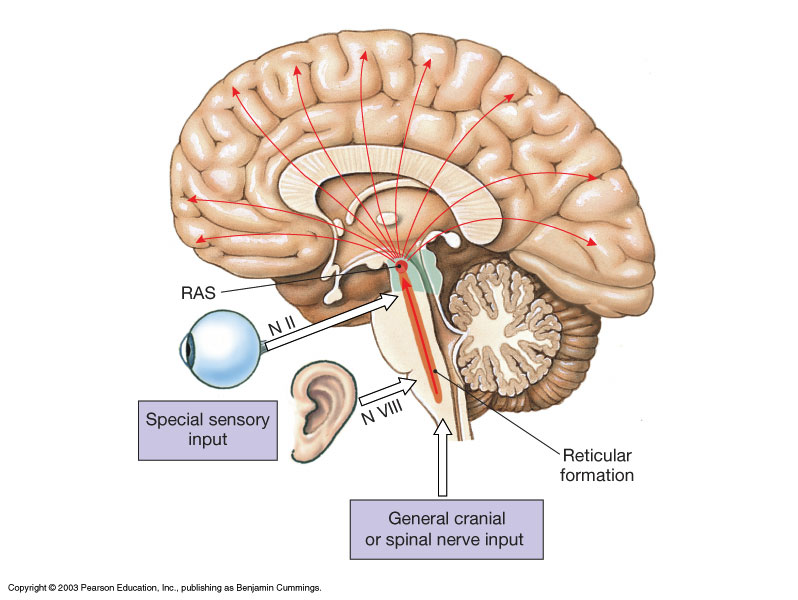 RAS
N II
N VIII
Special sensory
input
Reticular
formation
General cranial
or spinal nerve input
Copyright © 2003 Pearson Education, Inc., publishing as Benjamin Cummings.